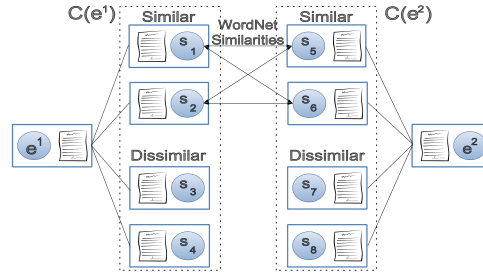 C(e¹)
Similar
WordNet
Similarities
Similar
C(e²)
S₁
S₅
S₂
S₆
e¹
e²
Dissimilar
Dissimilar
S₃
S₇
S₄
S₈